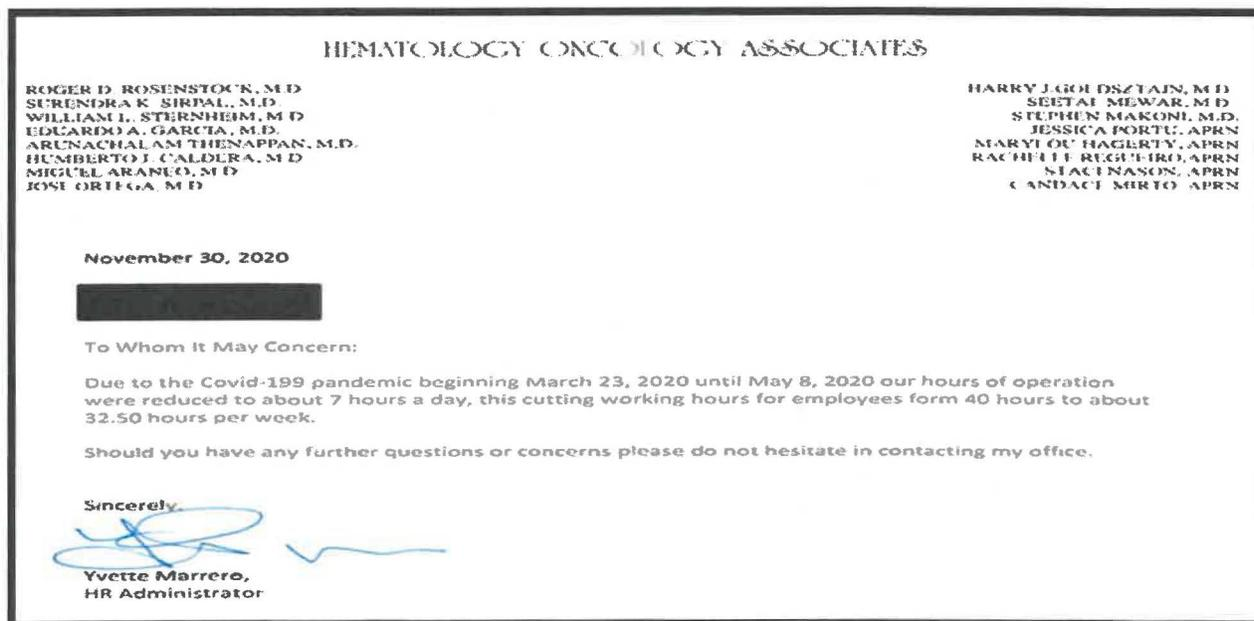 HEMATOLOGY ONCOLOGY ASSOCIATES
ROGER D. ROSENSTOCK, M.D
SURENDRA K. SIRPAL, M.D.
WILLIAM L. STERNHEIM, M.D
EDUARDO A. GARCIA, M.D.
ARUNACHALAM THENAPPAN, M.D.
HUMBERTO J. CALDERA, M.D
MIGUEL ARANEO, M.D
JOSE ORTEGA, M.D
HARRY J. GOLDSZTAJN, M.D
SEETAL MEWAR, M.D
STEPHEN MAKONI, M.D.
JESSICA PORTU, APRN
MARYLOU HAGERTY, APRN
RACHELLE REGUEIRO, APRN
STACI NASON, APRN
CANDACE MIRTO, APRN
November 30, 2020
To Whom It May Concern:
Due to the Covid-199 pandemic beginning March 23, 2020 until May 8, 2020 our hours of operation
were reduced to about 7 hours a day, this cutting working hours for employees form 40 hours to about
32.50 hours per week.
Should you have any further questions or concerns please do not hesitate in contacting my office.
Sincerely,
Yvette Marrero,
HR Administrator